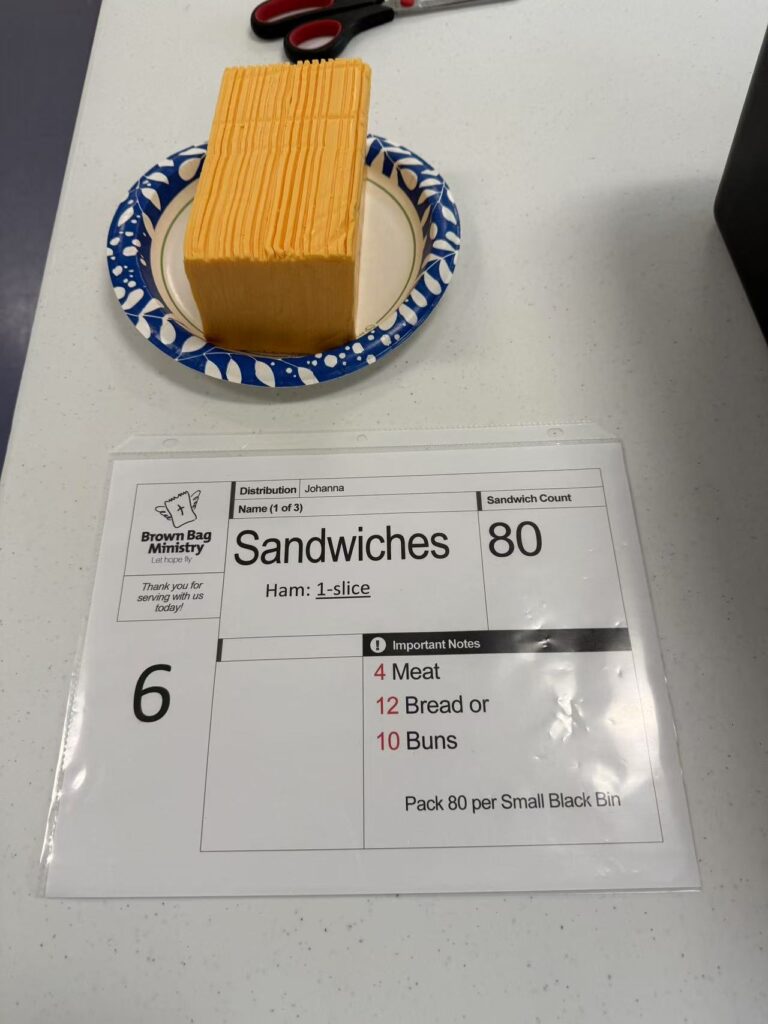 Distribution Johanna
Name (1 of 3)
Sandwich Count
Brown Bag
Ministry
Let hope fly
Sandwiches
80
Ham: 1-slice
Thank you for
serving with us
today!
6
! Important Notes
4 Meat
12 Bread or
10 Buns
Pack 80 per Small Black Bin